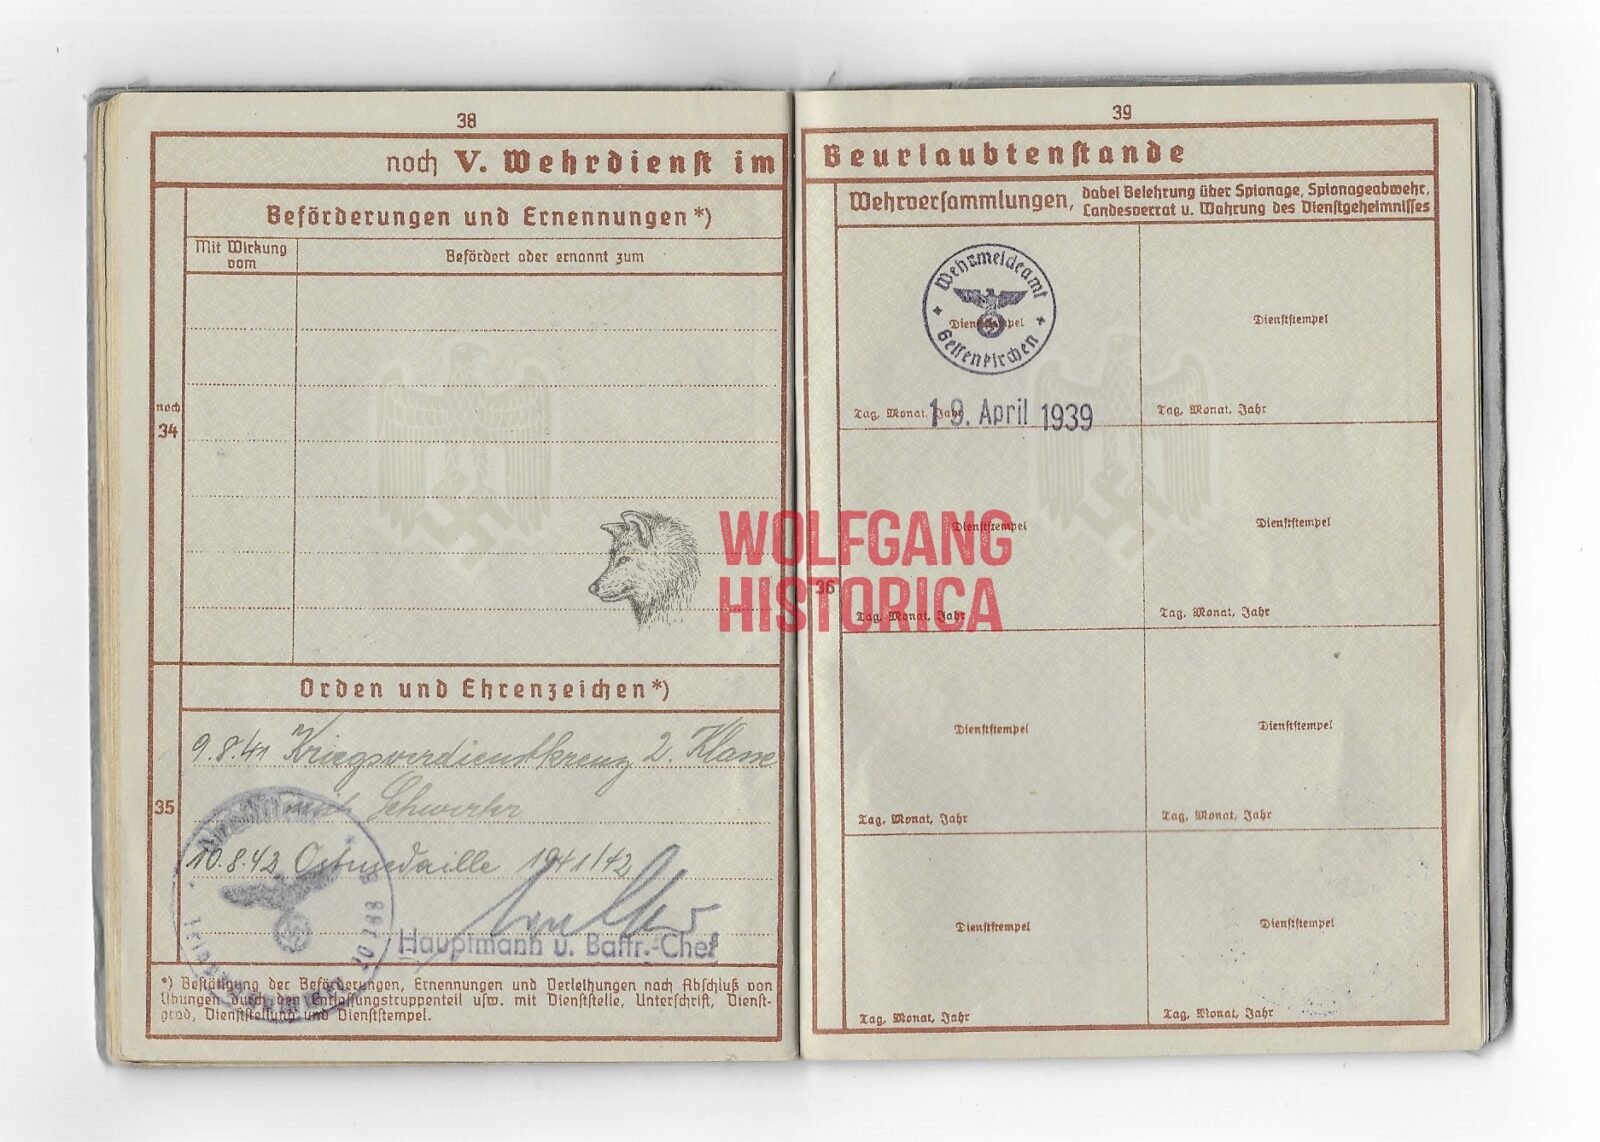 38
noch V. Wehrdienst im
Beförderungen und Ernennungen*)
Mit Wirkung vom
Befördert oder ernannt zum
noch
34
Orden und Ehrenzeichen*)
9.8.41 Kriegsverdienstkreuz 2. Klasse
mit Schwerter
35
10.8.42 Ostmedaille 1941/42
Hauptmann u. Battr.-Chef
*) Bestätigung der Beförderungen, Ernennungen und Verleihungen nach Abschluß von
Übungen durch den Entlassungstruppenteil usw. mit Dienststelle, Unterschrift, Dienst-
grad, Dienststellung und Dienststempel.
39
Beurlaubtenstande
Wehrversammlungen, dabei Belehrung über Spionage, Spionageabwehr,
Landesverrat u. Wahrung des Dienstgeheimnisses
Wehrmeldeamt
Gelsenkirchen
Dienststempel
Dienststempel
Tag, Monat, Jahr
Tag, Monat, Jahr
19. April 1939
Dienststempel
Dienststempel
36
Tag, Monat, Jahr
Tag, Monat, Jahr
Dienststempel
Dienststempel
Tag, Monat, Jahr
Tag, Monat, Jahr
Dienststempel
Dienststempel
Tag, Monat, Jahr
Tag, Monat, Jahr
WOLFGANG
HISTORICA